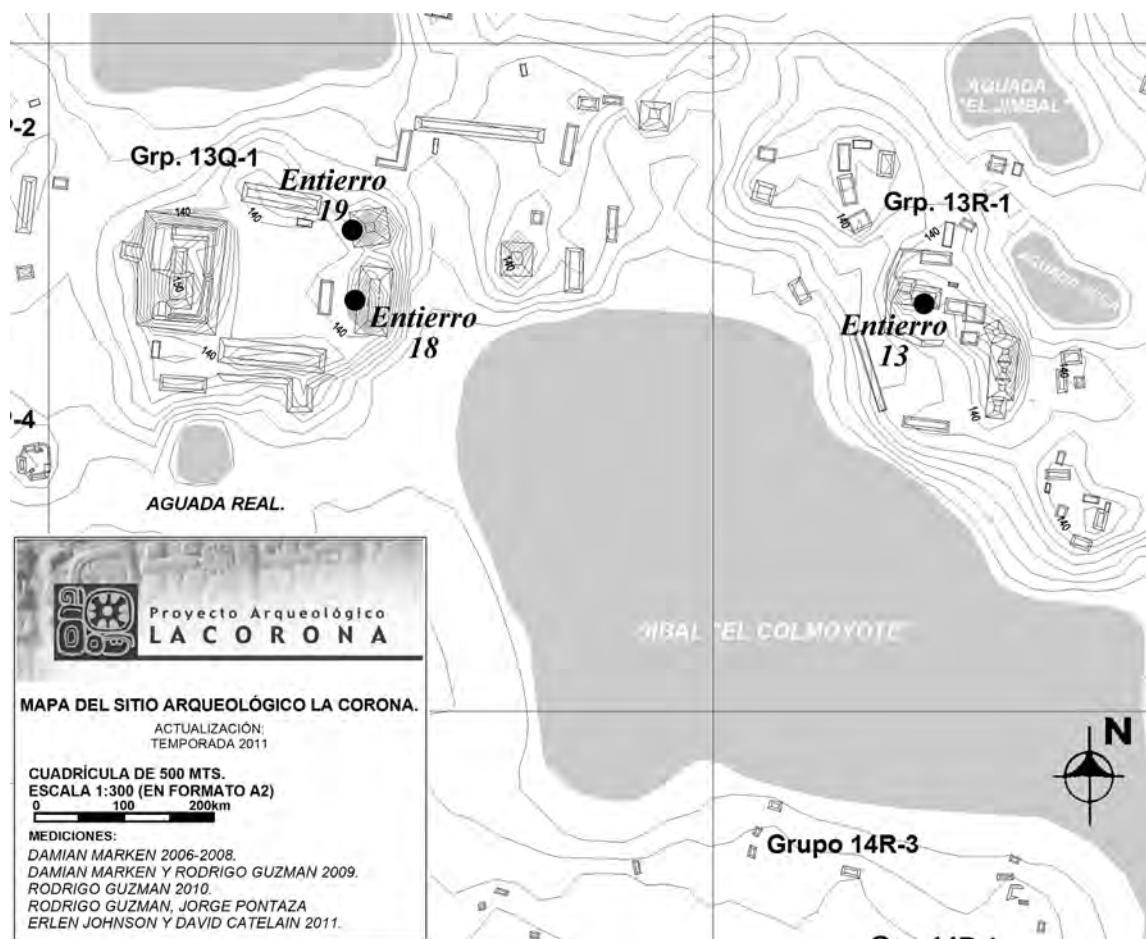 AGUADA
"EL JIMBAL"
-2
Grp. 13Q-1
Entierro
19
Grp. 13R-1
140
140
140
140
140
150
Entierro
18
Entierro
13
140
140
140
140
140
-4
AGUADA REAL.
"EL COLMOYOTE"
Proyecto Arqueológico
LA CORONA
MAPA DEL SITIO ARQUEOLÓGICO LA CORONA.
ACTUALIZACIÓN;
TEMPORADA 2011
CUADRÍCULA DE 500 MTS.
ESCALA 1:300 (EN FORMATO A2)
0 100 200km
MEDICIONES:
DAMIAN MARKEN 2006-2008.
DAMIAN MARKEN Y RODRIGO GUZMAN 2009.
RODRIGO GUZMAN 2010.
RODRIGO GUZMAN, JORGE PONTAZA
ERLEN JOHNSON Y DAVID CATELAIN 2011.
N
Grupo 14R-3